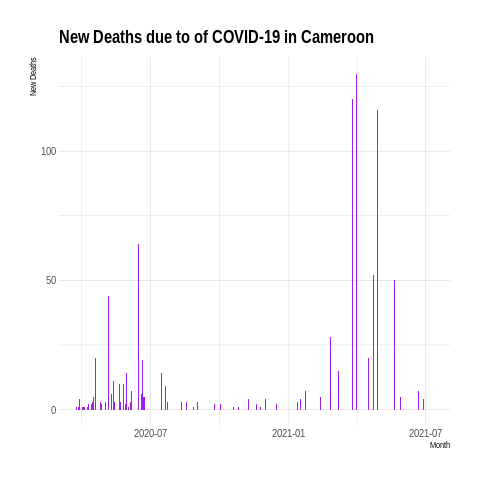 New Deaths due to of COVID-19 in Cameroon
New Deaths
100
50
0
2020-07
2021-01
2021-07
Month